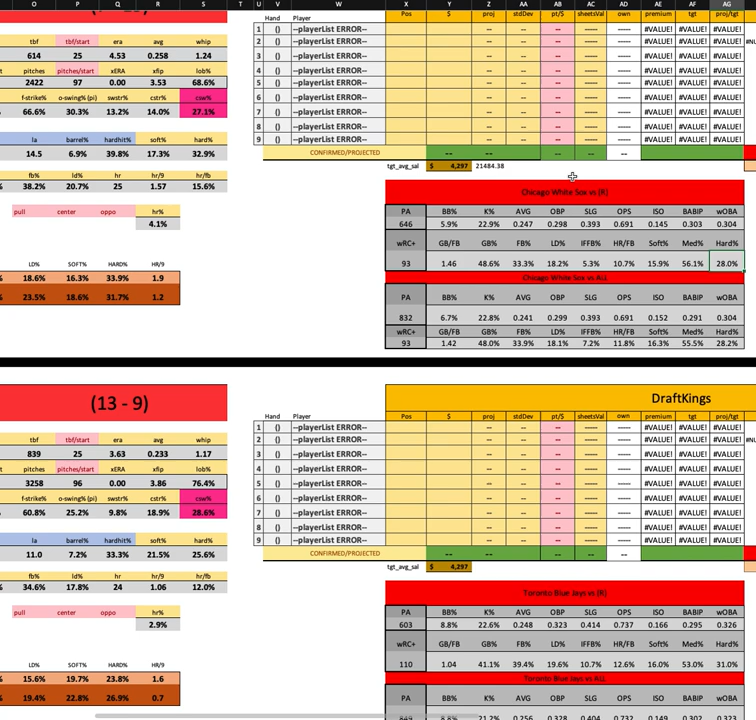 O P Q R S T U V W X Y Z AA AB AC AD AE AF AG
Hand Player Pos $ proj stdDev pt/$ sheetsVal own premium tgt proj/tgt
tbf tbf/start era avg whip
614 25 4.53 0.258 1.24
pitches pitches/start xERA xfip lob%
2422 97 0.00 3.53 68.6%
f-strike% o-swing% (pi) swstr% cstr% csw%
66.6% 30.3% 13.2% 14.0% 27.1%
la barrel% hardhit% soft% hard%
14.5 6.9% 39.8% 17.3% 32.9%
fb% ld% hr hr/9 hr/fb
38.2% 20.7% 25 1.57 15.6%
pull center oppo hr%
4.1%
LD% SOFT% HARD% HR/9
18.6% 16.3% 33.9% 1.9
23.5% 18.6% 31.7% 1.2
1 () --playerList ERROR-- -- -- -- ----- ----- #VALUE! #VALUE! #VALUE!
2 () --playerList ERROR-- -- -- -- ----- ----- #VALUE! #VALUE! #VALUE!
3 () --playerList ERROR-- -- -- -- ----- ----- #VALUE! #VALUE! #VALUE!
4 () --playerList ERROR-- -- -- -- ----- ----- #VALUE! #VALUE! #VALUE!
5 () --playerList ERROR-- -- -- -- ----- ----- #VALUE! #VALUE! #VALUE!
6 () --playerList ERROR-- -- -- -- ----- ----- #VALUE! #VALUE! #VALUE!
7 () --playerList ERROR-- -- -- -- ----- ----- #VALUE! #VALUE! #VALUE!
8 () --playerList ERROR-- -- -- -- ----- ----- #VALUE! #VALUE! #VALUE!
9 () --playerList ERROR-- -- -- -- ----- ----- #VALUE! #VALUE! #VALUE!
CONFIRMED/PROJECTED -- -- -- -- --
tgt_avg_sal $ 4,297 21484.38
Chicago White Sox vs (R)
PA BB% K% AVG OBP SLG OPS ISO BABIP wOBA
646 5.9% 22.9% 0.247 0.298 0.393 0.691 0.145 0.303 0.304
wRC+ GB/FB GB% FB% LD% IFFB% HR/FB Soft% Med% Hard%
93 1.46 48.6% 33.3% 18.2% 5.3% 10.7% 15.9% 56.1% 28.0%
Chicago White Sox vs ALL
PA BB% K% AVG OBP SLG OPS ISO BABIP wOBA
832 6.7% 22.8% 0.241 0.299 0.393 0.691 0.152 0.291 0.304
wRC+ GB/FB GB% FB% LD% IFFB% HR/FB Soft% Med% Hard%
93 1.42 48.0% 33.9% 18.1% 7.2% 11.8% 16.3% 55.5% 28.2%
(13 - 9)
tbf tbf/start era avg whip
839 25 3.63 0.233 1.17
pitches pitches/start xERA xfip lob%
3258 96 0.00 3.86 76.4%
f-strike% o-swing% (pi) swstr% cstr% csw%
60.8% 25.2% 9.8% 18.9% 28.6%
la barrel% hardhit% soft% hard%
11.0 7.2% 33.3% 21.5% 25.6%
fb% ld% hr hr/9 hr/fb
34.6% 17.8% 24 1.06 12.0%
pull center oppo hr%
2.9%
LD% SOFT% HARD% HR/9
15.6% 19.7% 23.8% 1.6
19.4% 22.8% 26.9% 0.7
DraftKings
Hand Player Pos $ proj stdDev pt/$ sheetsVal own premium tgt proj/tgt
1 () --playerList ERROR-- -- -- -- ----- ----- #VALUE! #VALUE! #VALUE!
2 () --playerList ERROR-- -- -- -- ----- ----- #VALUE! #VALUE! #VALUE!
3 () --playerList ERROR-- -- -- -- ----- ----- #VALUE! #VALUE! #VALUE!
4 () --playerList ERROR-- -- -- -- ----- ----- #VALUE! #VALUE! #VALUE!
5 () --playerList ERROR-- -- -- -- ----- ----- #VALUE! #VALUE! #VALUE!
6 () --playerList ERROR-- -- -- -- ----- ----- #VALUE! #VALUE! #VALUE!
7 () --playerList ERROR-- -- -- -- ----- ----- #VALUE! #VALUE! #VALUE!
8 () --playerList ERROR-- -- -- -- ----- ----- #VALUE! #VALUE! #VALUE!
9 () --playerList ERROR-- -- -- -- ----- ----- #VALUE! #VALUE! #VALUE!
CONFIRMED/PROJECTED -- -- -- -- --
tgt_avg_sal $ 4,297
Toronto Blue Jays vs (R)
PA BB% K% AVG OBP SLG OPS ISO BABIP wOBA
603 8.8% 22.6% 0.248 0.323 0.414 0.737 0.166 0.295 0.326
wRC+ GB/FB GB% FB% LD% IFFB% HR/FB Soft% Med% Hard%
110 1.04 41.1% 39.4% 19.6% 10.7% 12.6% 16.0% 53.0% 31.0%
Toronto Blue Jays vs ALL
PA BB% K% AVG OBP SLG OPS ISO BABIP wOBA
849 8.8% 21.2% 0.256 0.328 0.404 0.732 0.149 0.302 0.323